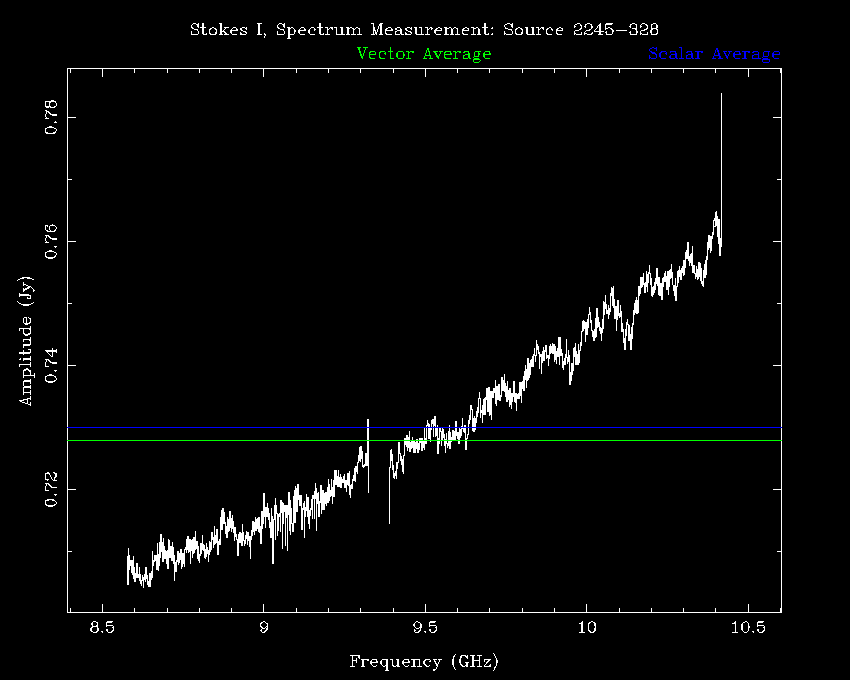 Stokes I, Spectrum Measurement: Source 2245−328
Vector Average
Scalar Average
0.78
0.76
0.74
0.72
Amplitude (Jy)
8.5 9 9.5 10 10.5
Frequency (GHz)